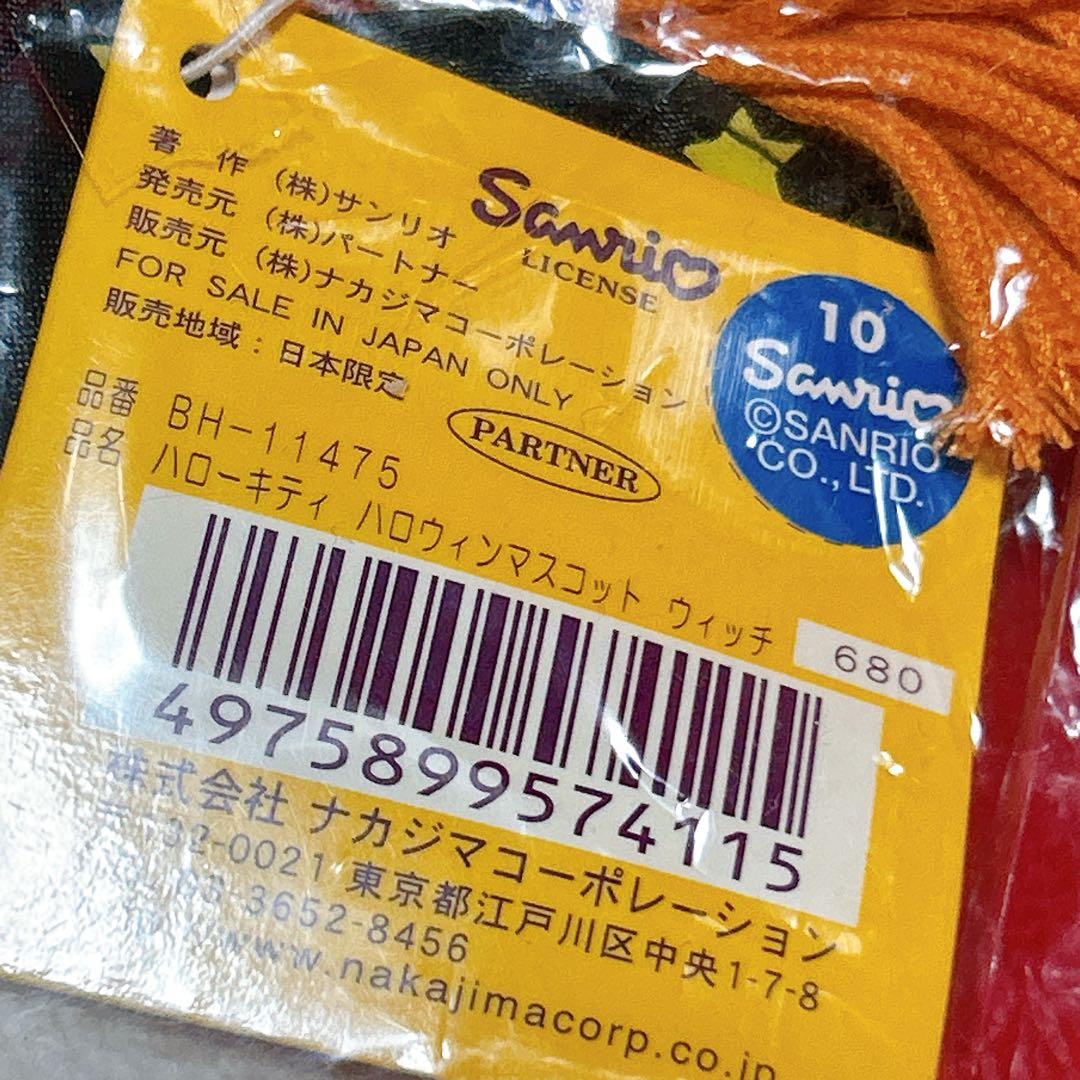 著 作 (株)サンリオ
発売元 (株)パートナー
販売元 (株)ナカジマコーポレーション
FOR SALE IN JAPAN ONLY
販売地域：日本限定
Sanrio
LICENSE
10
Sanrio
©SANRIO
CO., LTD.
PARTNER
品番 BH-11475
品名 ハローキティ ハロウィンマスコット ウィッチ
680
4975899574115
株式会社 ナカジマコーポレーション
32-0021 東京都江戸川区中央1-7-8
3652-8456
www.nakajimacorp.co.jp